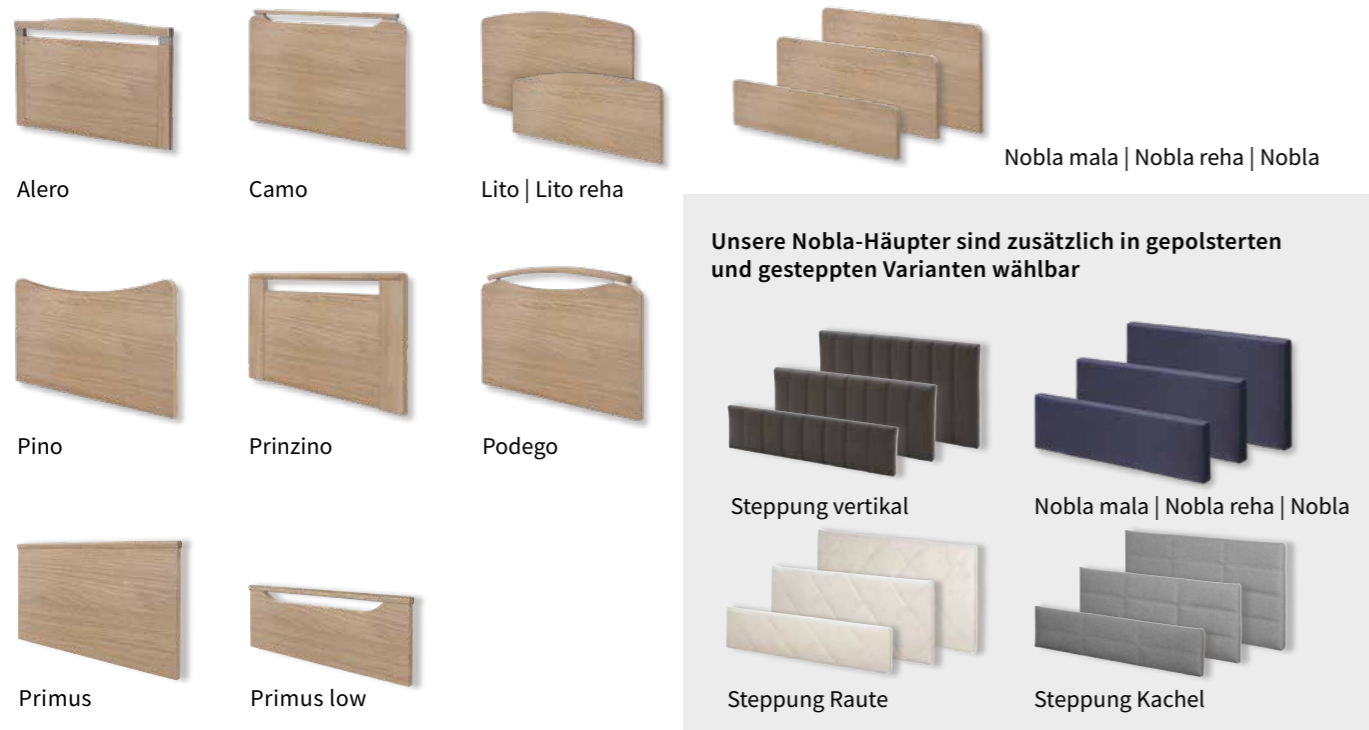 Alero
Camo
Lito | Lito reha
Nobla mala | Nobla reha | Nobla
Pino
Prinzino
Podego
Primus
Primus low
Unsere Nobla-Häupter sind zusätzlich in gepolsterten
und gesteppten Varianten wählbar
Steppung vertikal
Nobla mala | Nobla reha | Nobla
Steppung Raute
Steppung Kachel